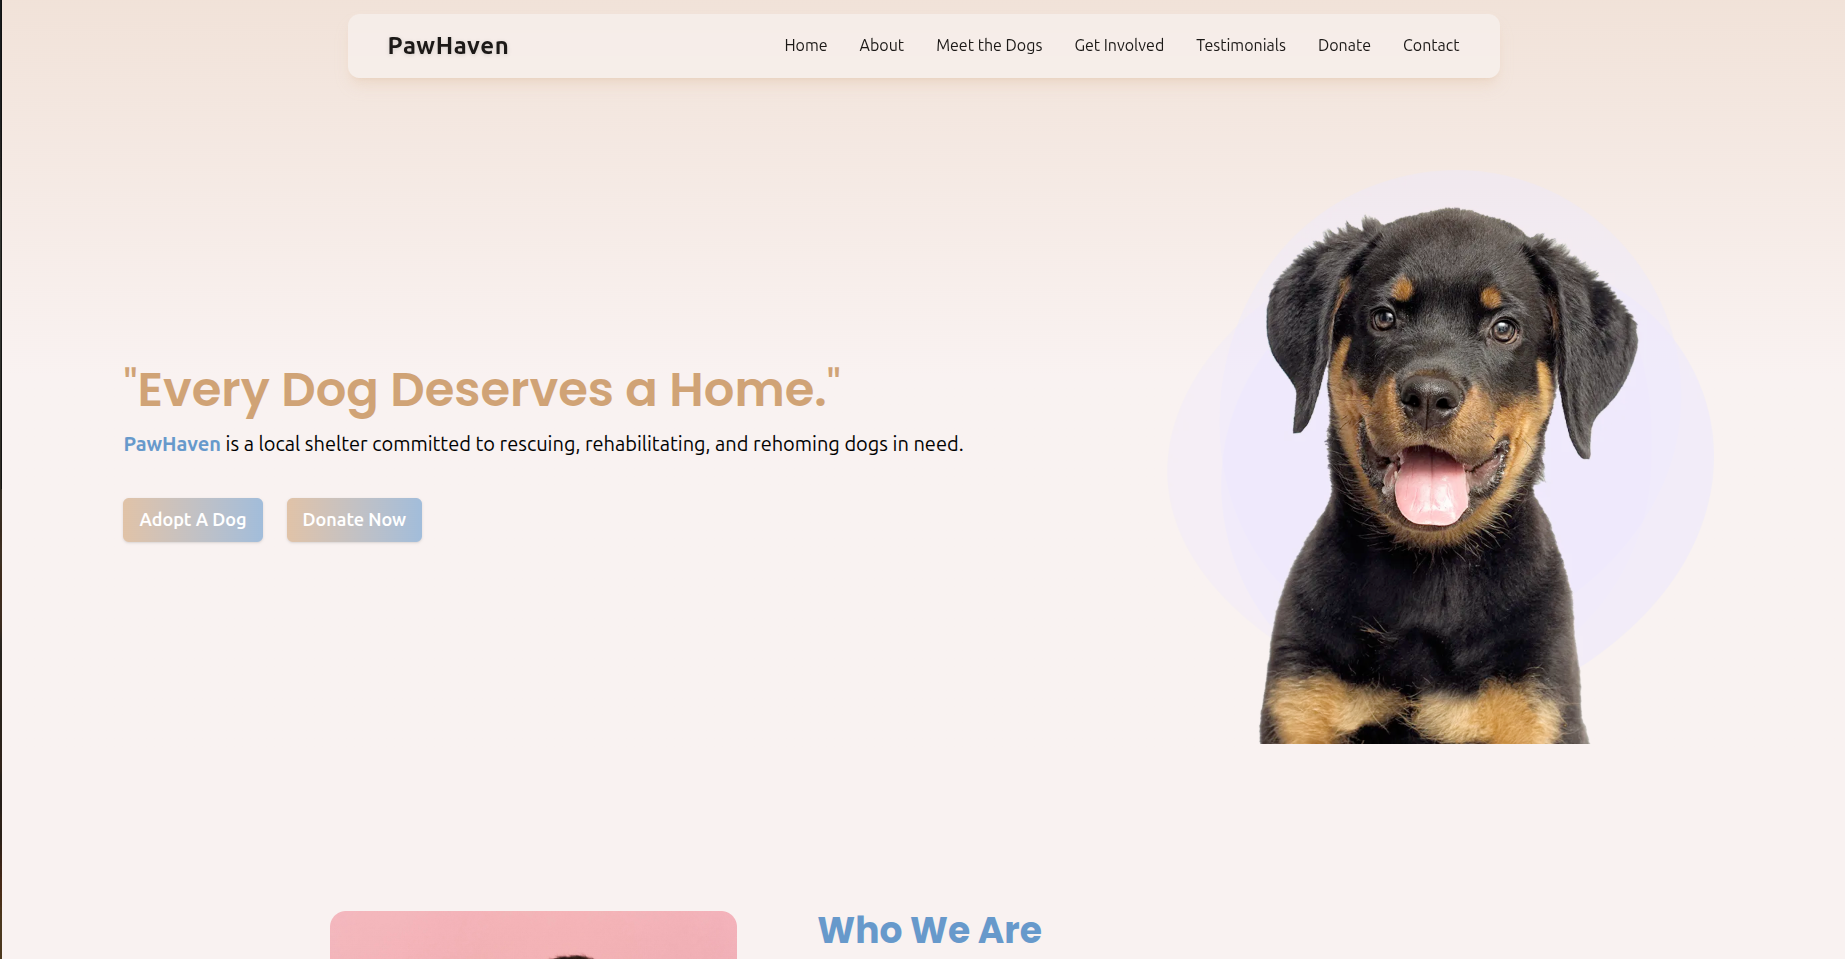 PawHaven
Home About Meet the Dogs Get Involved Testimonials Donate Contact
"Every Dog Deserves a Home."
PawHaven is a local shelter committed to rescuing, rehabilitating, and rehoming dogs in need.
Adopt A Dog
Donate Now
Who We Are